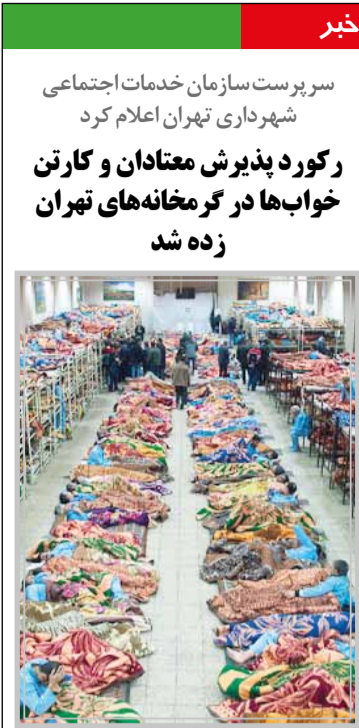 خبر
سرپرست سازمان خدمات اجتماعی
شهرداری تهران اعلام کرد
رکورد پذیرش معتادان و کارتن
خواب‌ها در گرمخانه‌های تهران
زده شد